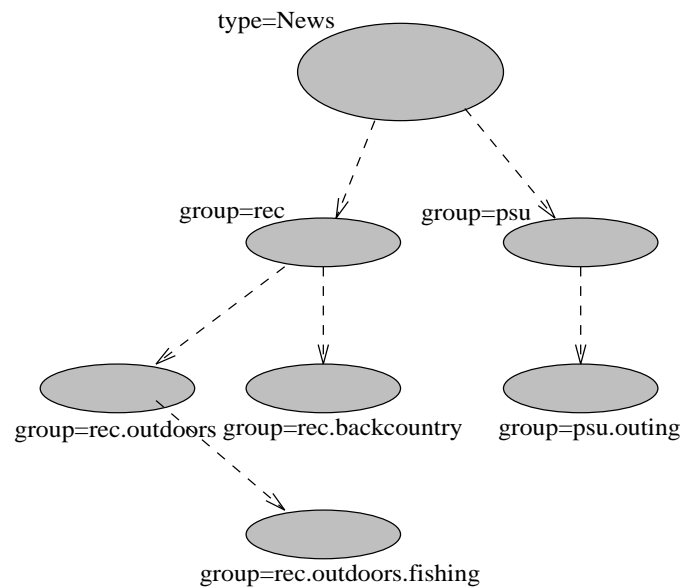 type=News
group=rec
group=psu
group=rec.outdoors
group=rec.backcountry
group=psu.outing
group=rec.outdoors.fishing